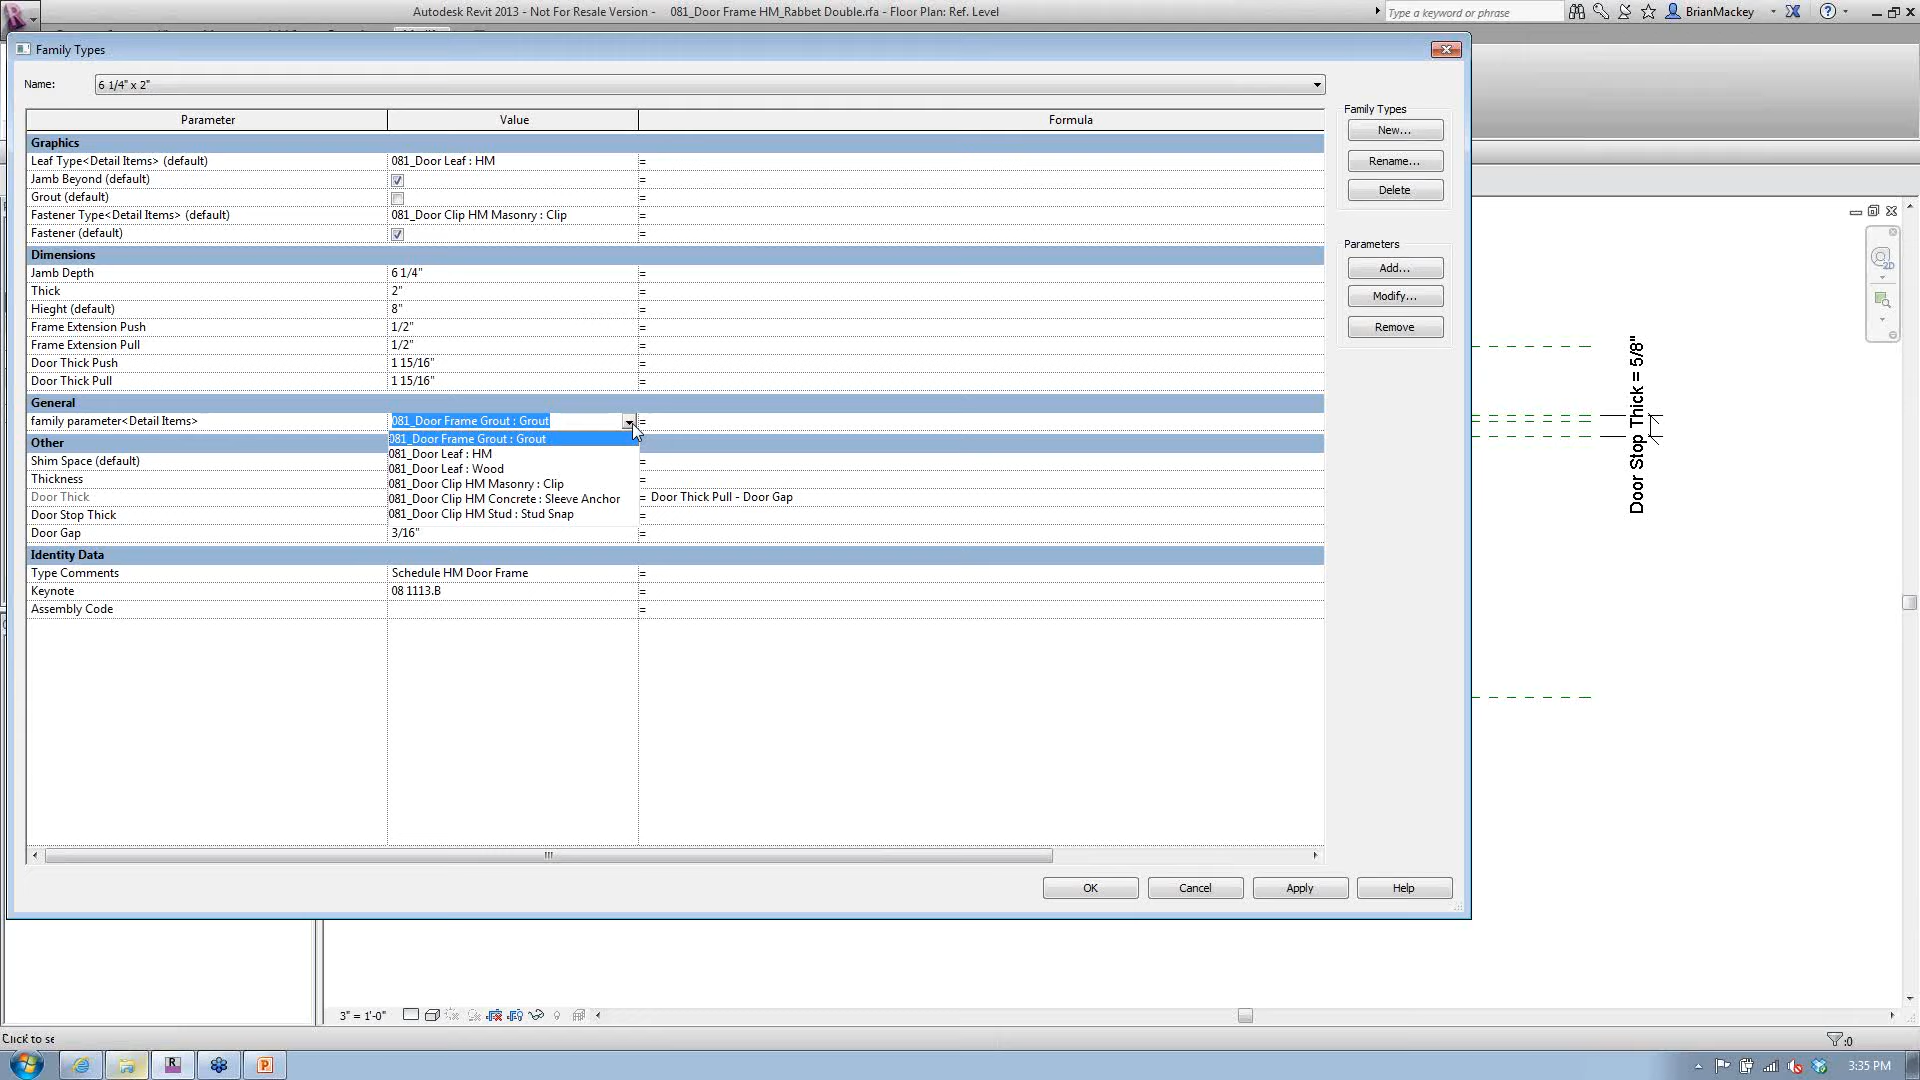 Autodesk Revit 2013 - Not For Resale Version - 081_Door Frame HM_Rabbet Double.rfa - Floor Plan: Ref. Level
Type a keyword or phrase
BrianMackey
Family Types
Name: 6 1/4" x 2"
Parameter Value Formula
Graphics
Leaf Type<Detail Items> (default) 081_Door Leaf : HM =
Jamb Beyond (default) =
Grout (default) =
Fastener Type<Detail Items> (default) 081_Door Clip HM Masonry : Clip =
Fastener (default) =
Dimensions
Jamb Depth 6 1/4" =
Thick 2" =
Hieght (default) 8" =
Frame Extension Push 1/2" =
Frame Extension Pull 1/2" =
Door Thick Push 1 15/16" =
Door Thick Pull 1 15/16" =
General
family parameter<Detail Items> 081_Door Frame Grout : Grout =
081_Door Frame Grout : Grout
081_Door Leaf : HM
081_Door Leaf : Wood
081_Door Clip HM Masonry : Clip
081_Door Clip HM Concrete : Sleeve Anchor
081_Door Clip HM Stud : Stud Snap
Other
Shim Space (default) =
Thickness =
Door Thick = Door Thick Pull - Door Gap
Door Stop Thick =
Door Gap 3/16" =
Identity Data
Type Comments Schedule HM Door Frame =
Keynote 08 1113.B =
Assembly Code =
Family Types
New...
Rename...
Delete
Parameters
Add...
Modify...
Remove
OK Cancel Apply Help
2D
Door Stop Thick = 5/8"
3" = 1'-0"
Click to se
:0
3:35 PM